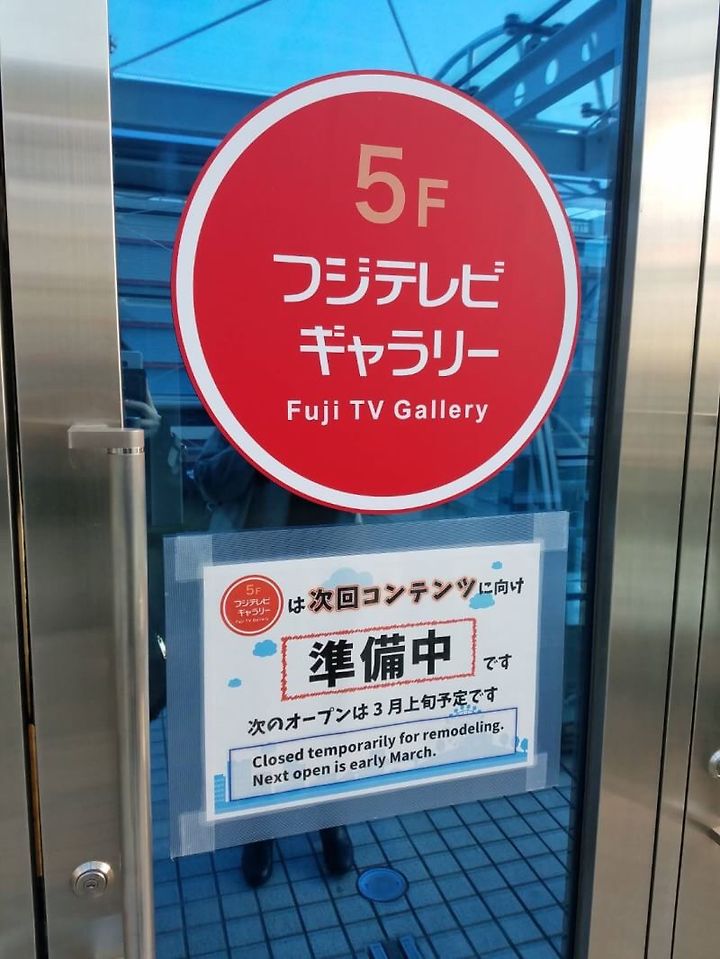 5F
フジテレビ
ギャラリー
Fuji TV Gallery
5F
フジテレビ
ギャラリー
Fuji TV Gallery
は次回コンテンツに向け
準備中です
次のオープンは3月上旬予定です
Closed temporarily for remodeling.
Next open is early March.